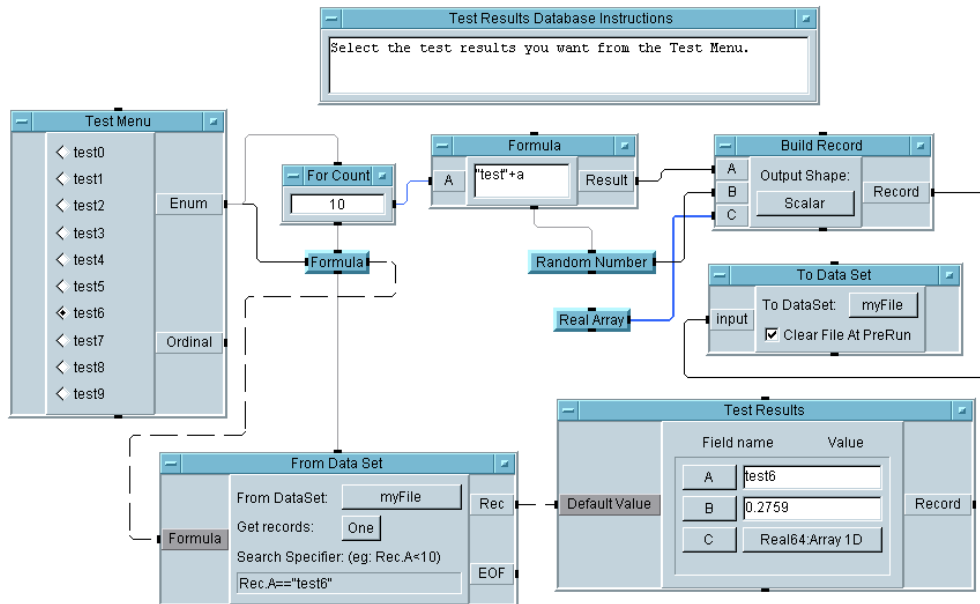 Test Results Database Instructions
Select the test results you want from the Test Menu.
Test Menu
test0
test1
test2
test3
test4
test5
test6
test7
test8
test9
Enum
Ordinal
For Count
10
Formula
Formula
A
"test"+a
Result
Random Number
Real Array
Build Record
A
B
C
Output Shape:
Scalar
Record
To Data Set
input
To DataSet:
myFile
Clear File At PreRun
From Data Set
Formula
From DataSet:
myFile
Get records:
One
Search Specifier: (eg: Rec.A<10)
Rec.A=="test6"
Rec
EOF
Test Results
Default Value
Field name Value
A test6
B 0.2759
C Real64:Array 1D
Record